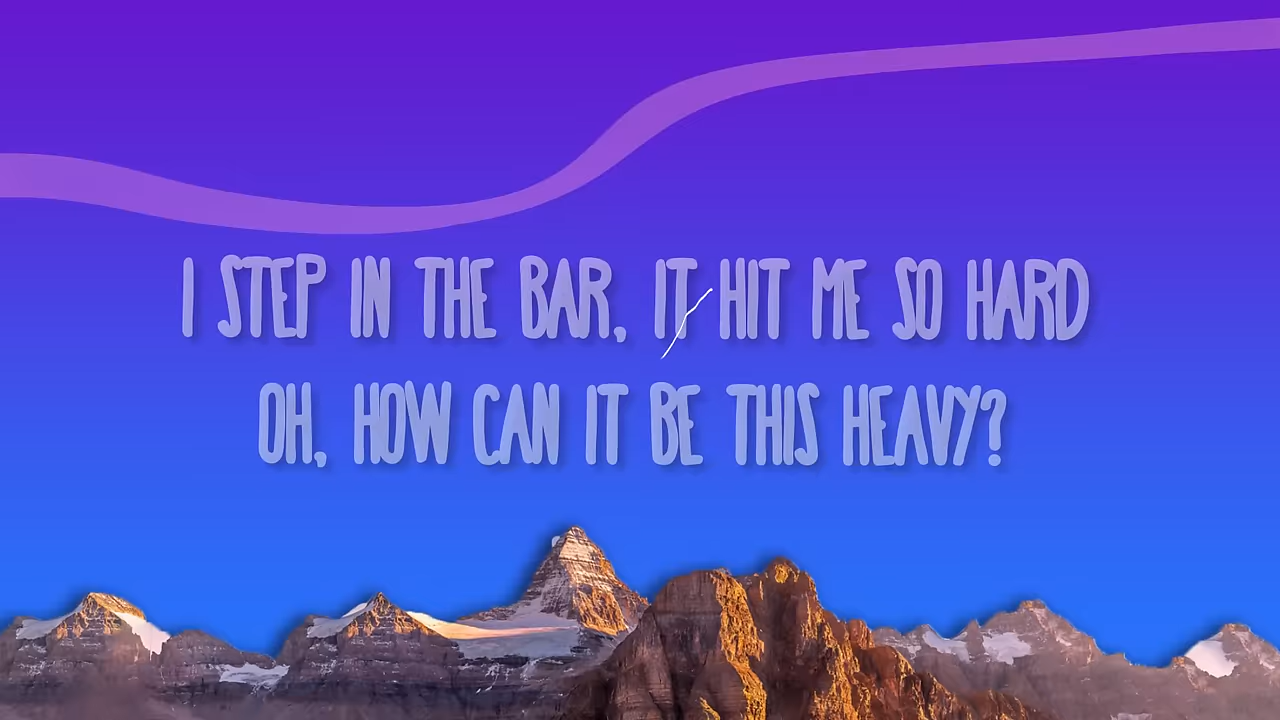 I STEP IN THE BAR, IT HIT ME SO HARD
OH, HOW CAN IT BE THIS HEAVY?